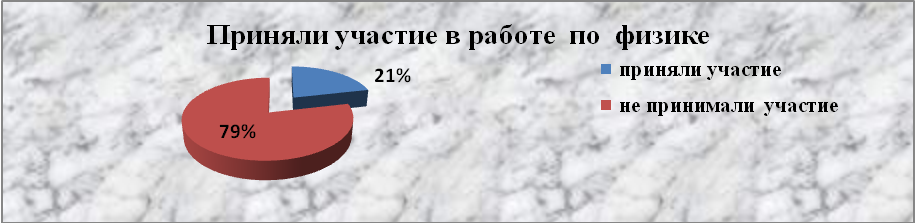 Приняли участие в работе по физике
21%
приняли участие
не принимали участие
79%